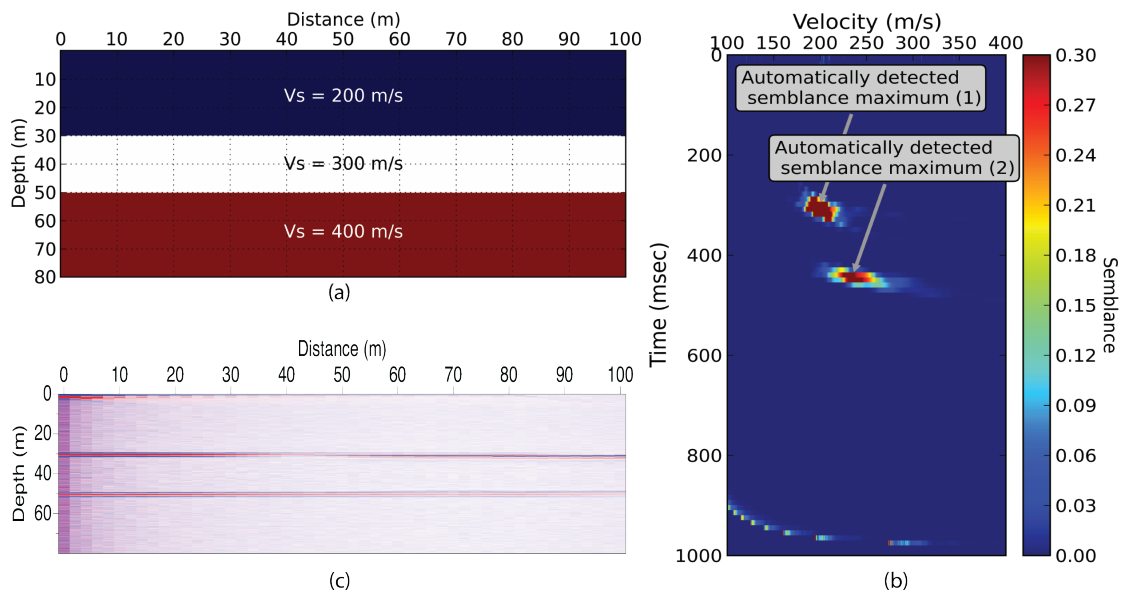 Distance (m)
0 10 20 30 40 50 60 70 80 90 100
Depth (m)
10
20
30
40
50
60
70
80
Vs = 200 m/s
Vs = 300 m/s
Vs = 400 m/s
(a)
Distance (m)
0 10 20 30 40 50 60 70 80 90 100
Depth (m)
0
20
40
60
(c)
Velocity (m/s)
100 150 200 250 300 350 400
Time (msec)
0
200
400
600
800
1000
Automatically detected
semblance maximum (1)
Automatically detected
semblance maximum (2)
0.30
0.27
0.24
0.21
0.18
0.15
0.12
0.09
0.06
0.03
0.00
Semblance
(b)